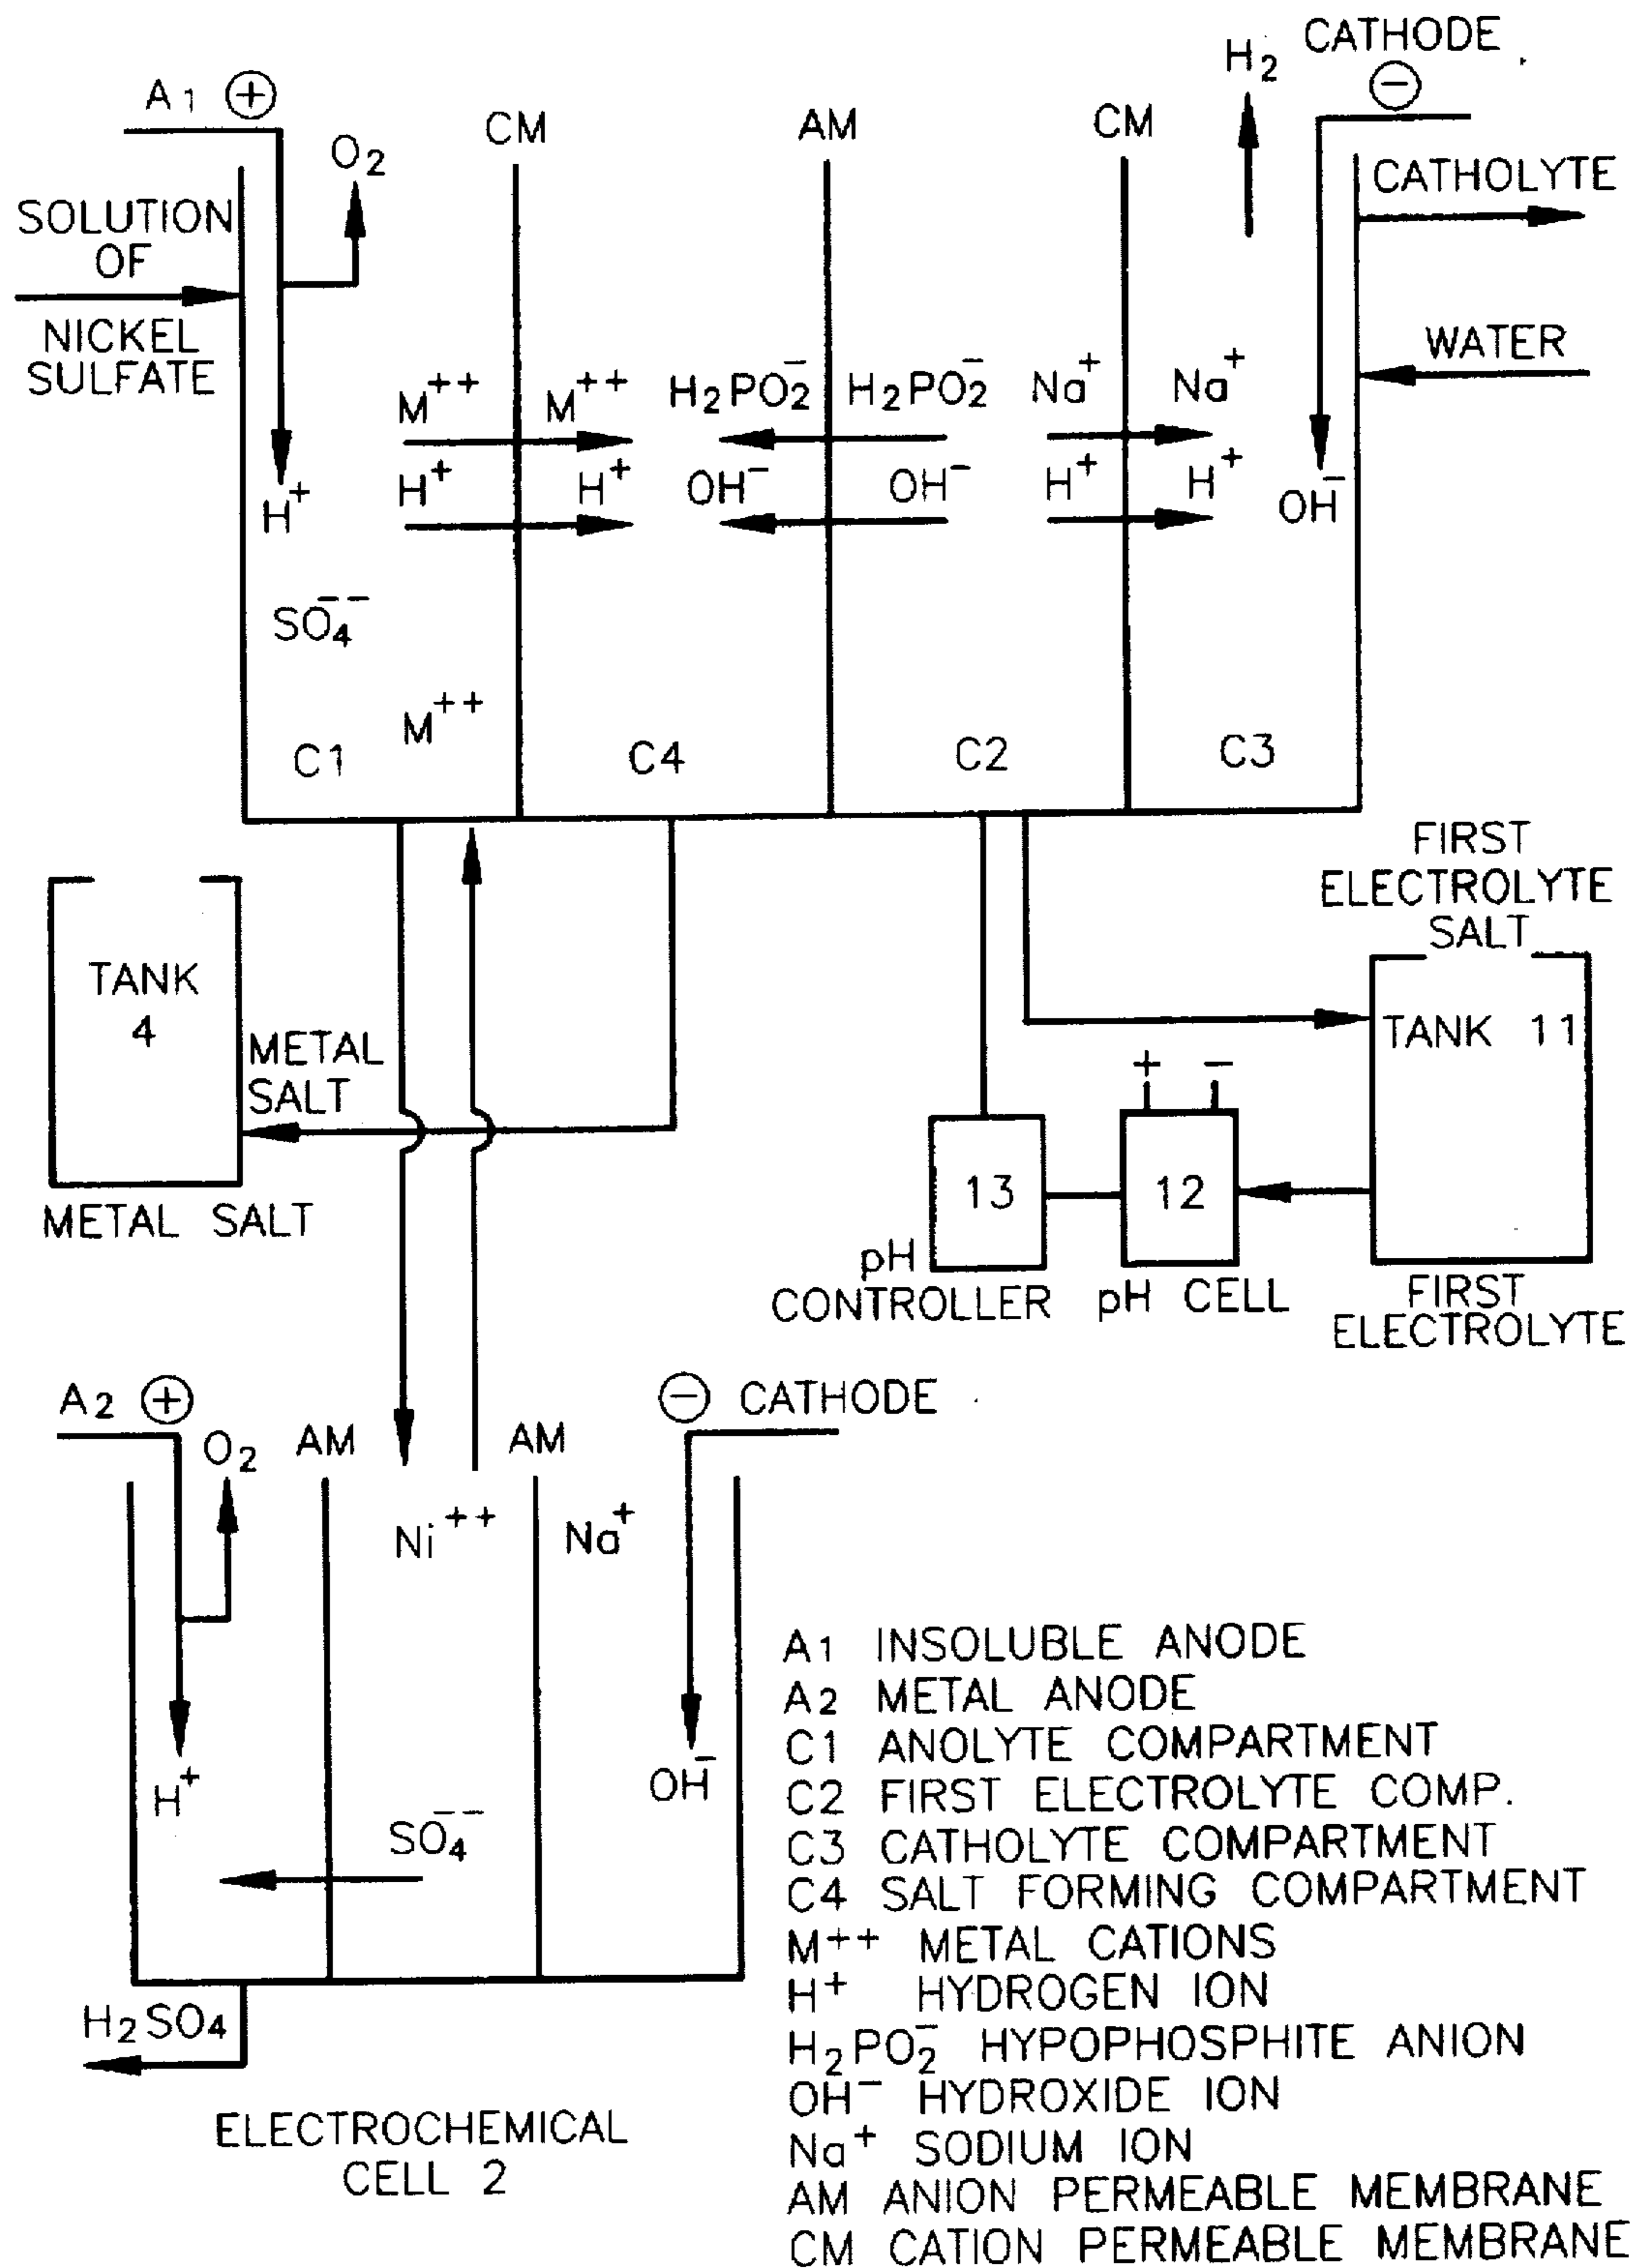 CATHODE
H2
⊖
A1 ⊕
CM
AM
CM
O2
CATHOLYTE
SOLUTION
OF
NICKEL
SULFATE
WATER
M++ M++ H2PO2- H2PO2- Na+ Na+
H+ H+ OH- OH- H+ H+
H+
OH-
SO4--
M++
C1
C4
C2
C3
FIRST
ELECTROLYTE
SALT
TANK
4
TANK 11
METAL
SALT
+ -
13
12
METAL SALT
pH
CONTROLLER
pH CELL
FIRST
ELECTROLYTE
A2 ⊕
⊖ CATHODE
O2
AM
AM
Ni++
Na+
H+
OH-
SO4--
H2SO4
ELECTROCHEMICAL
CELL 2
A1 INSOLUBLE ANODE
A2 METAL ANODE
C1 ANOLYTE COMPARTMENT
C2 FIRST ELECTROLYTE COMP.
C3 CATHOLYTE COMPARTMENT
C4 SALT FORMING COMPARTMENT
M++ METAL CATIONS
H+ HYDROGEN ION
H2PO2- HYPOPHOSPHITE ANION
OH- HYDROXIDE ION
Na+ SODIUM ION
AM ANION PERMEABLE MEMBRANE
CM CATION PERMEABLE MEMBRANE